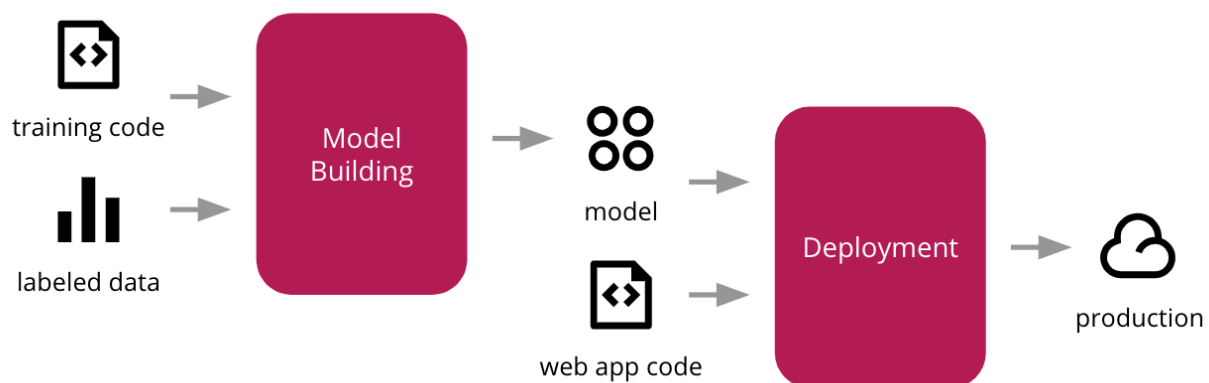 training code
labeled data
Model
Building
model
web app code
Deployment
production